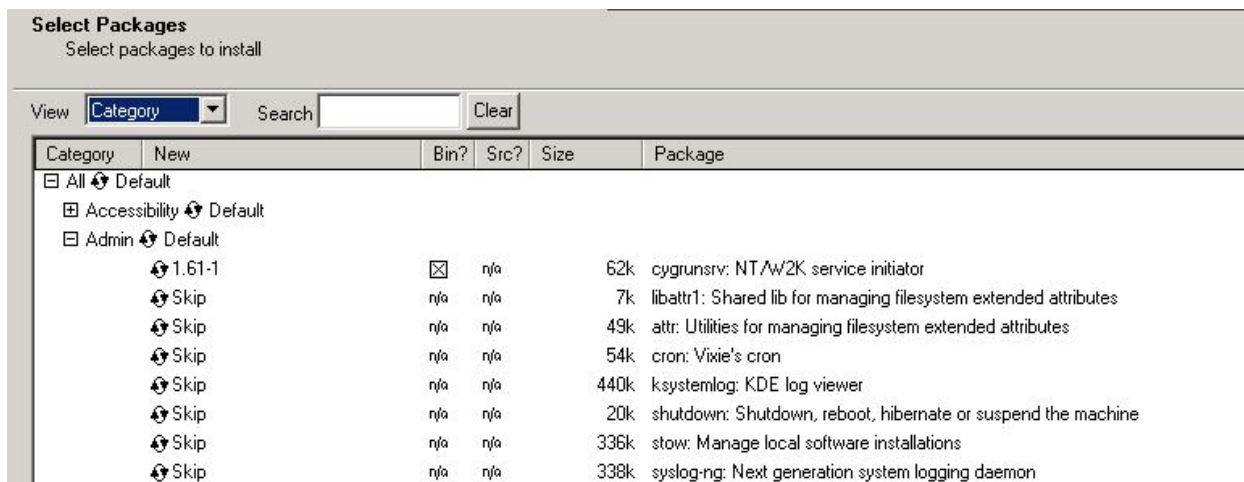 Select Packages
Select packages to install
View Category Search Clear
Category New Bin? Src? Size Package
All Default
Accessibility Default
Admin Default
1.61-1 n/a 62k cygrunsrv: NT/W2K service initiator
Skip n/a n/a 7k libattr1: Shared lib for managing filesystem extended attributes
Skip n/a n/a 49k attr: Utilities for managing filesystem extended attributes
Skip n/a n/a 54k cron: Vixie's cron
Skip n/a n/a 440k ksystemlog: KDE log viewer
Skip n/a n/a 20k shutdown: Shutdown, reboot, hibernate or suspend the machine
Skip n/a n/a 336k stow: Manage local software installations
Skip n/a n/a 338k syslog-ng: Next generation system logging daemon